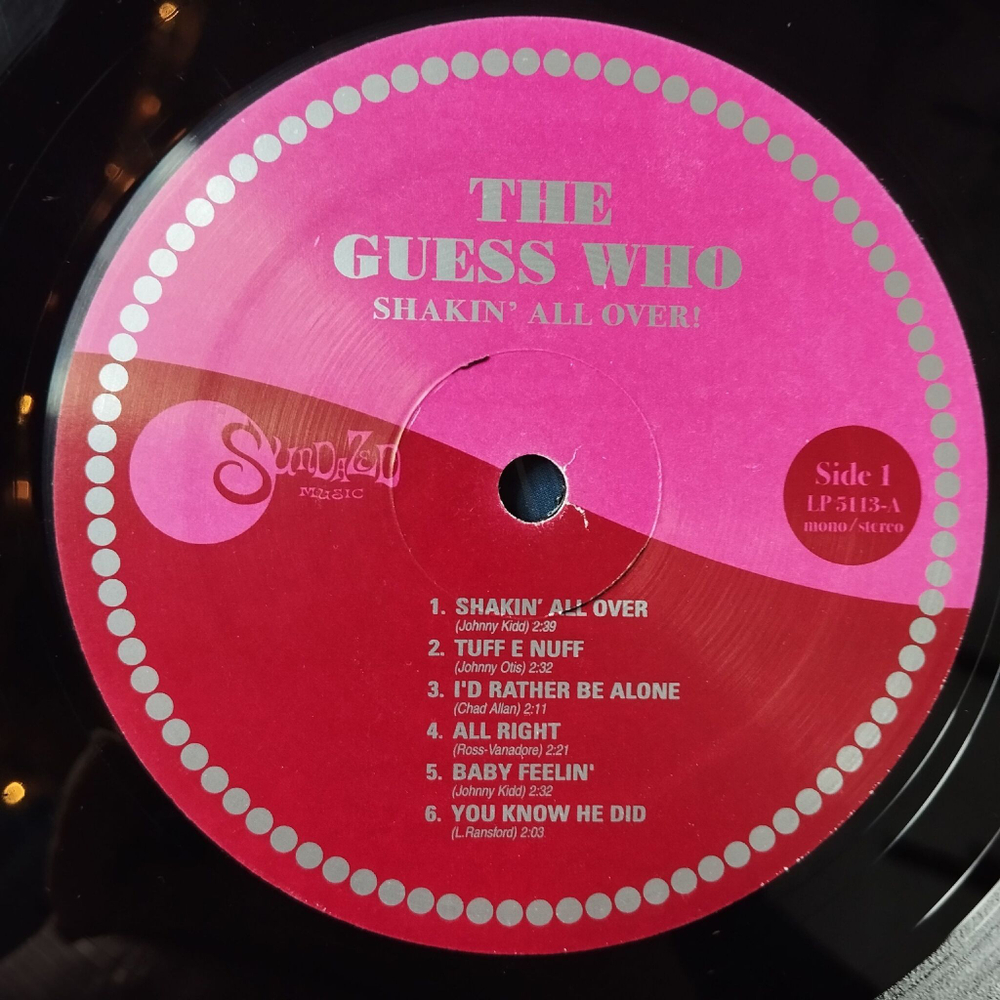 THE
GUESS WHO
SHAKIN' ALL OVER!
SUNDAZED
MUSIC
Side 1
LP 5113-A
mono/stereo
1. SHAKIN' ALL OVER
(Johnny Kidd) 2:39
2. TUFF E NUFF
(Johnny Otis) 2:32
3. I'D RATHER BE ALONE
(Chad Allan) 2:11
4. ALL RIGHT
(Ross-Vanadore) 2:21
5. BABY FEELIN'
(Johnny Kidd) 2:32
6. YOU KNOW HE DID
(L.Ransford) 2:03